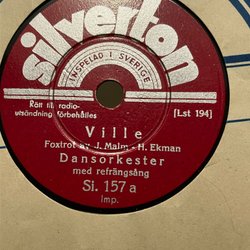 silverton
INSPELAD I SVERIGE
Rätt till radio-
utsändning förbehålles
[Lst 194]
Ville
Foxtrot av J. Malm - H. Ekman
Dansorkester
med refrängsång
Si. 157 a
Imp.